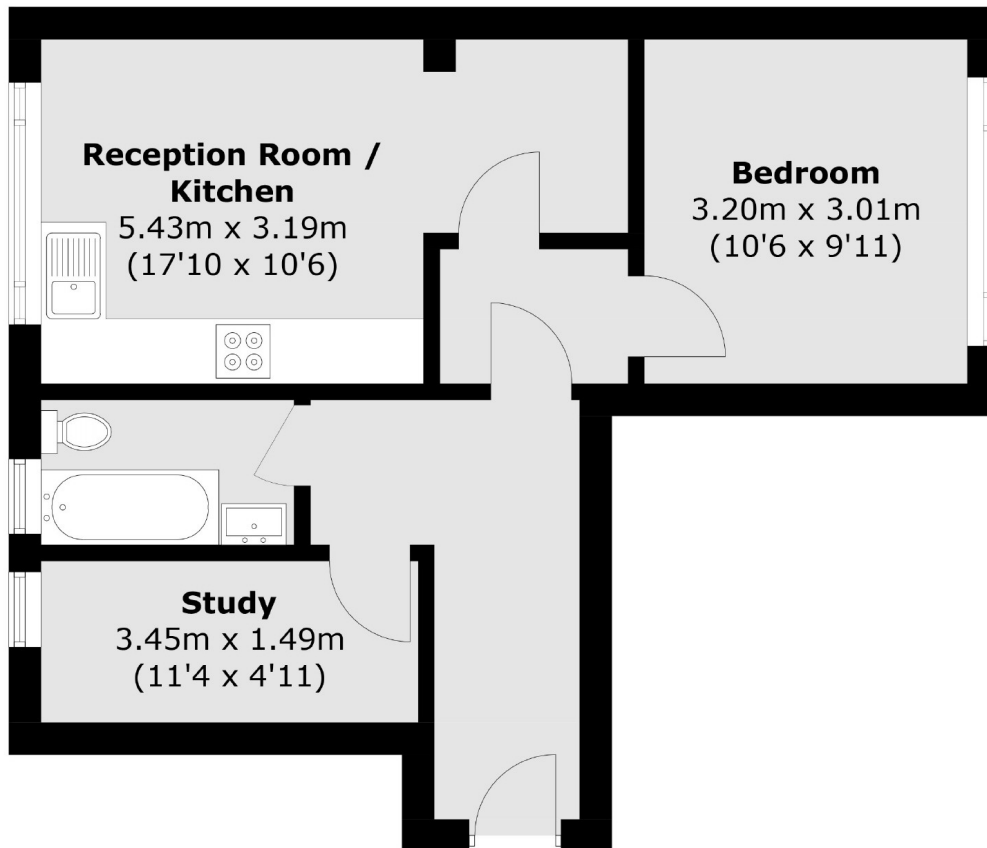 Reception Room /
Kitchen
5.43m x 3.19m
(17'10 x 10'6)
Bedroom
3.20m x 3.01m
(10'6 x 9'11)
Study
3.45m x 1.49m
(11'4 x 4'11)